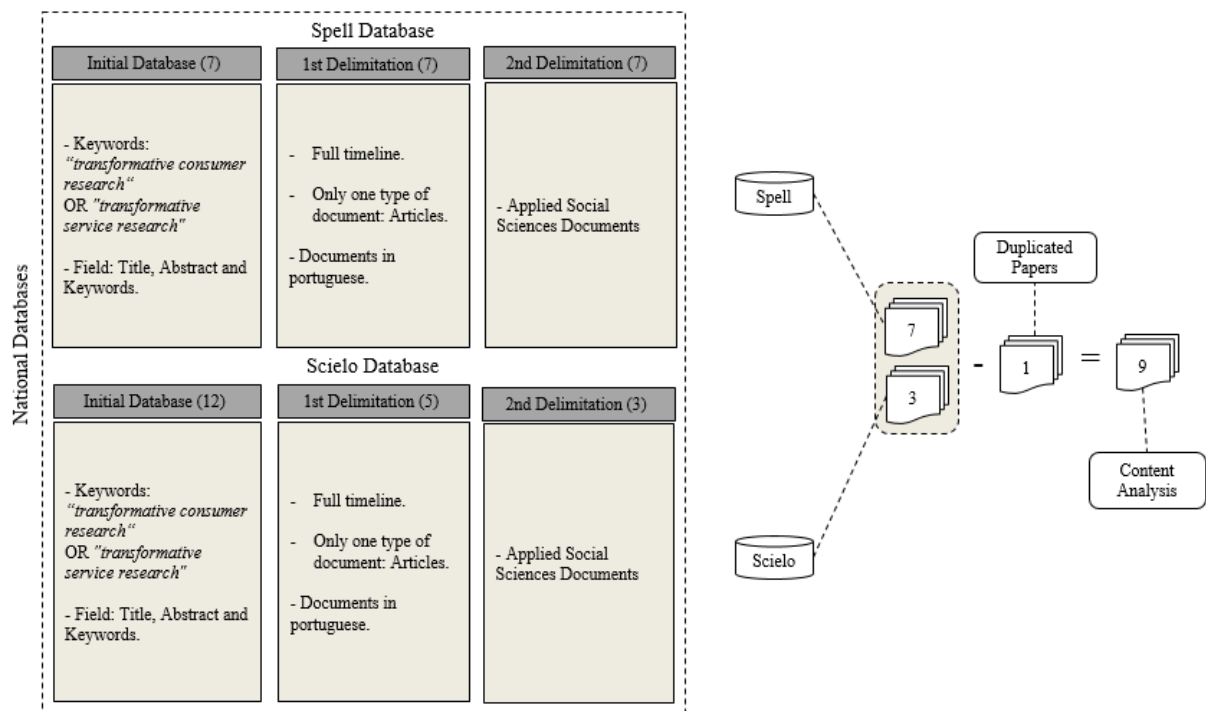 National Databases
Spell Database
Initial Database (7)
- Keywords:
“transformative consumer
research“
OR "transformative
service research"
- Field: Title, Abstract and
Keywords.
1st Delimitation (7)
- Full timeline.
- Only one type of
document: Articles.
- Documents in
portuguese.
2nd Delimitation (7)
- Applied Social
Sciences Documents
Scielo Database
Initial Database (12)
- Keywords:
“transformative consumer
research“
OR "transformative
service research"
- Field: Title, Abstract and
Keywords.
1st Delimitation (5)
- Full timeline.
- Only one type of
document: Articles.
- Documents in
portuguese.
2nd Delimitation (3)
- Applied Social
Sciences Documents
Spell
Scielo
7
3
-
Duplicated
Papers
1
=
9
Content
Analysis